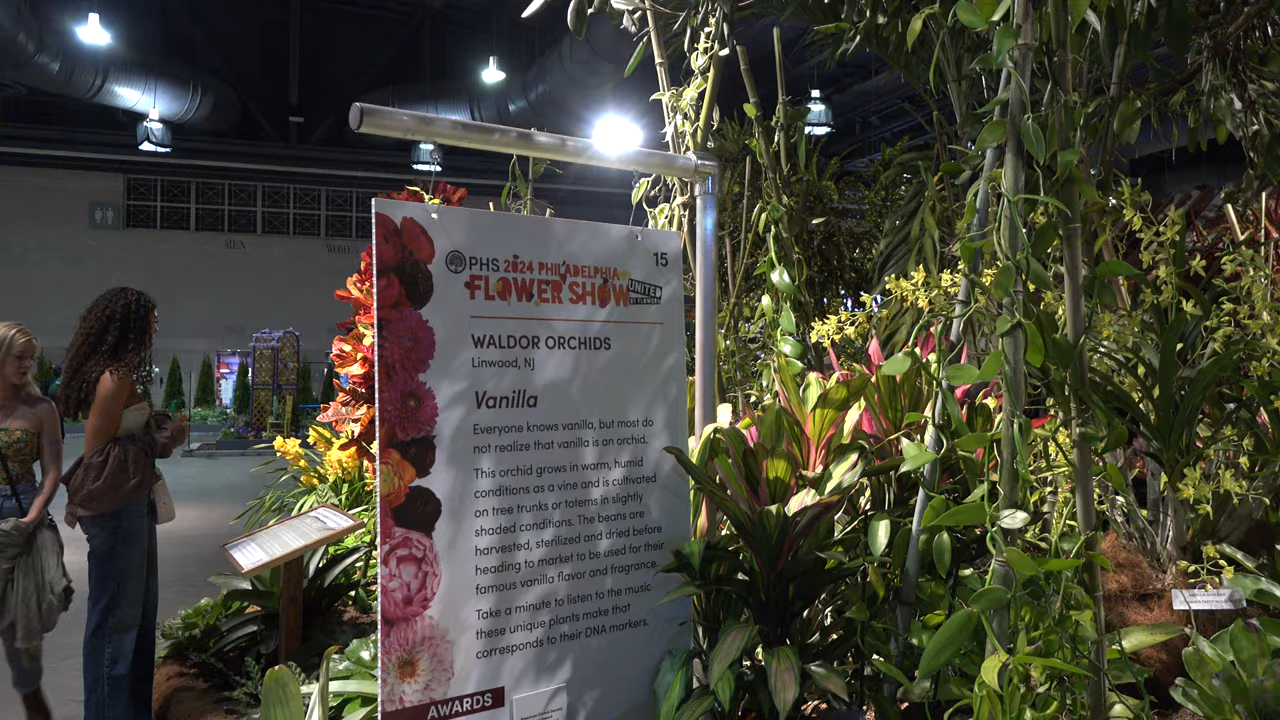 15
PHS 2024 PHILADELPHIA
FLOWER SHOW
UNITED
BY FLOWERS
WALDOR ORCHIDS
Linwood, NJ
Vanilla
Everyone knows vanilla, but most do
not realize that vanilla is an orchid.
This orchid grows in warm, humid
conditions as a vine and is cultivated
on tree trunks or totems in slightly
shaded conditions. The beans are
harvested, sterilized and dried before
heading to market to be used for their
famous vanilla flavor and fragrance.
Take a minute to listen to the music
these unique plants make that
corresponds to their DNA markers.
AWARDS